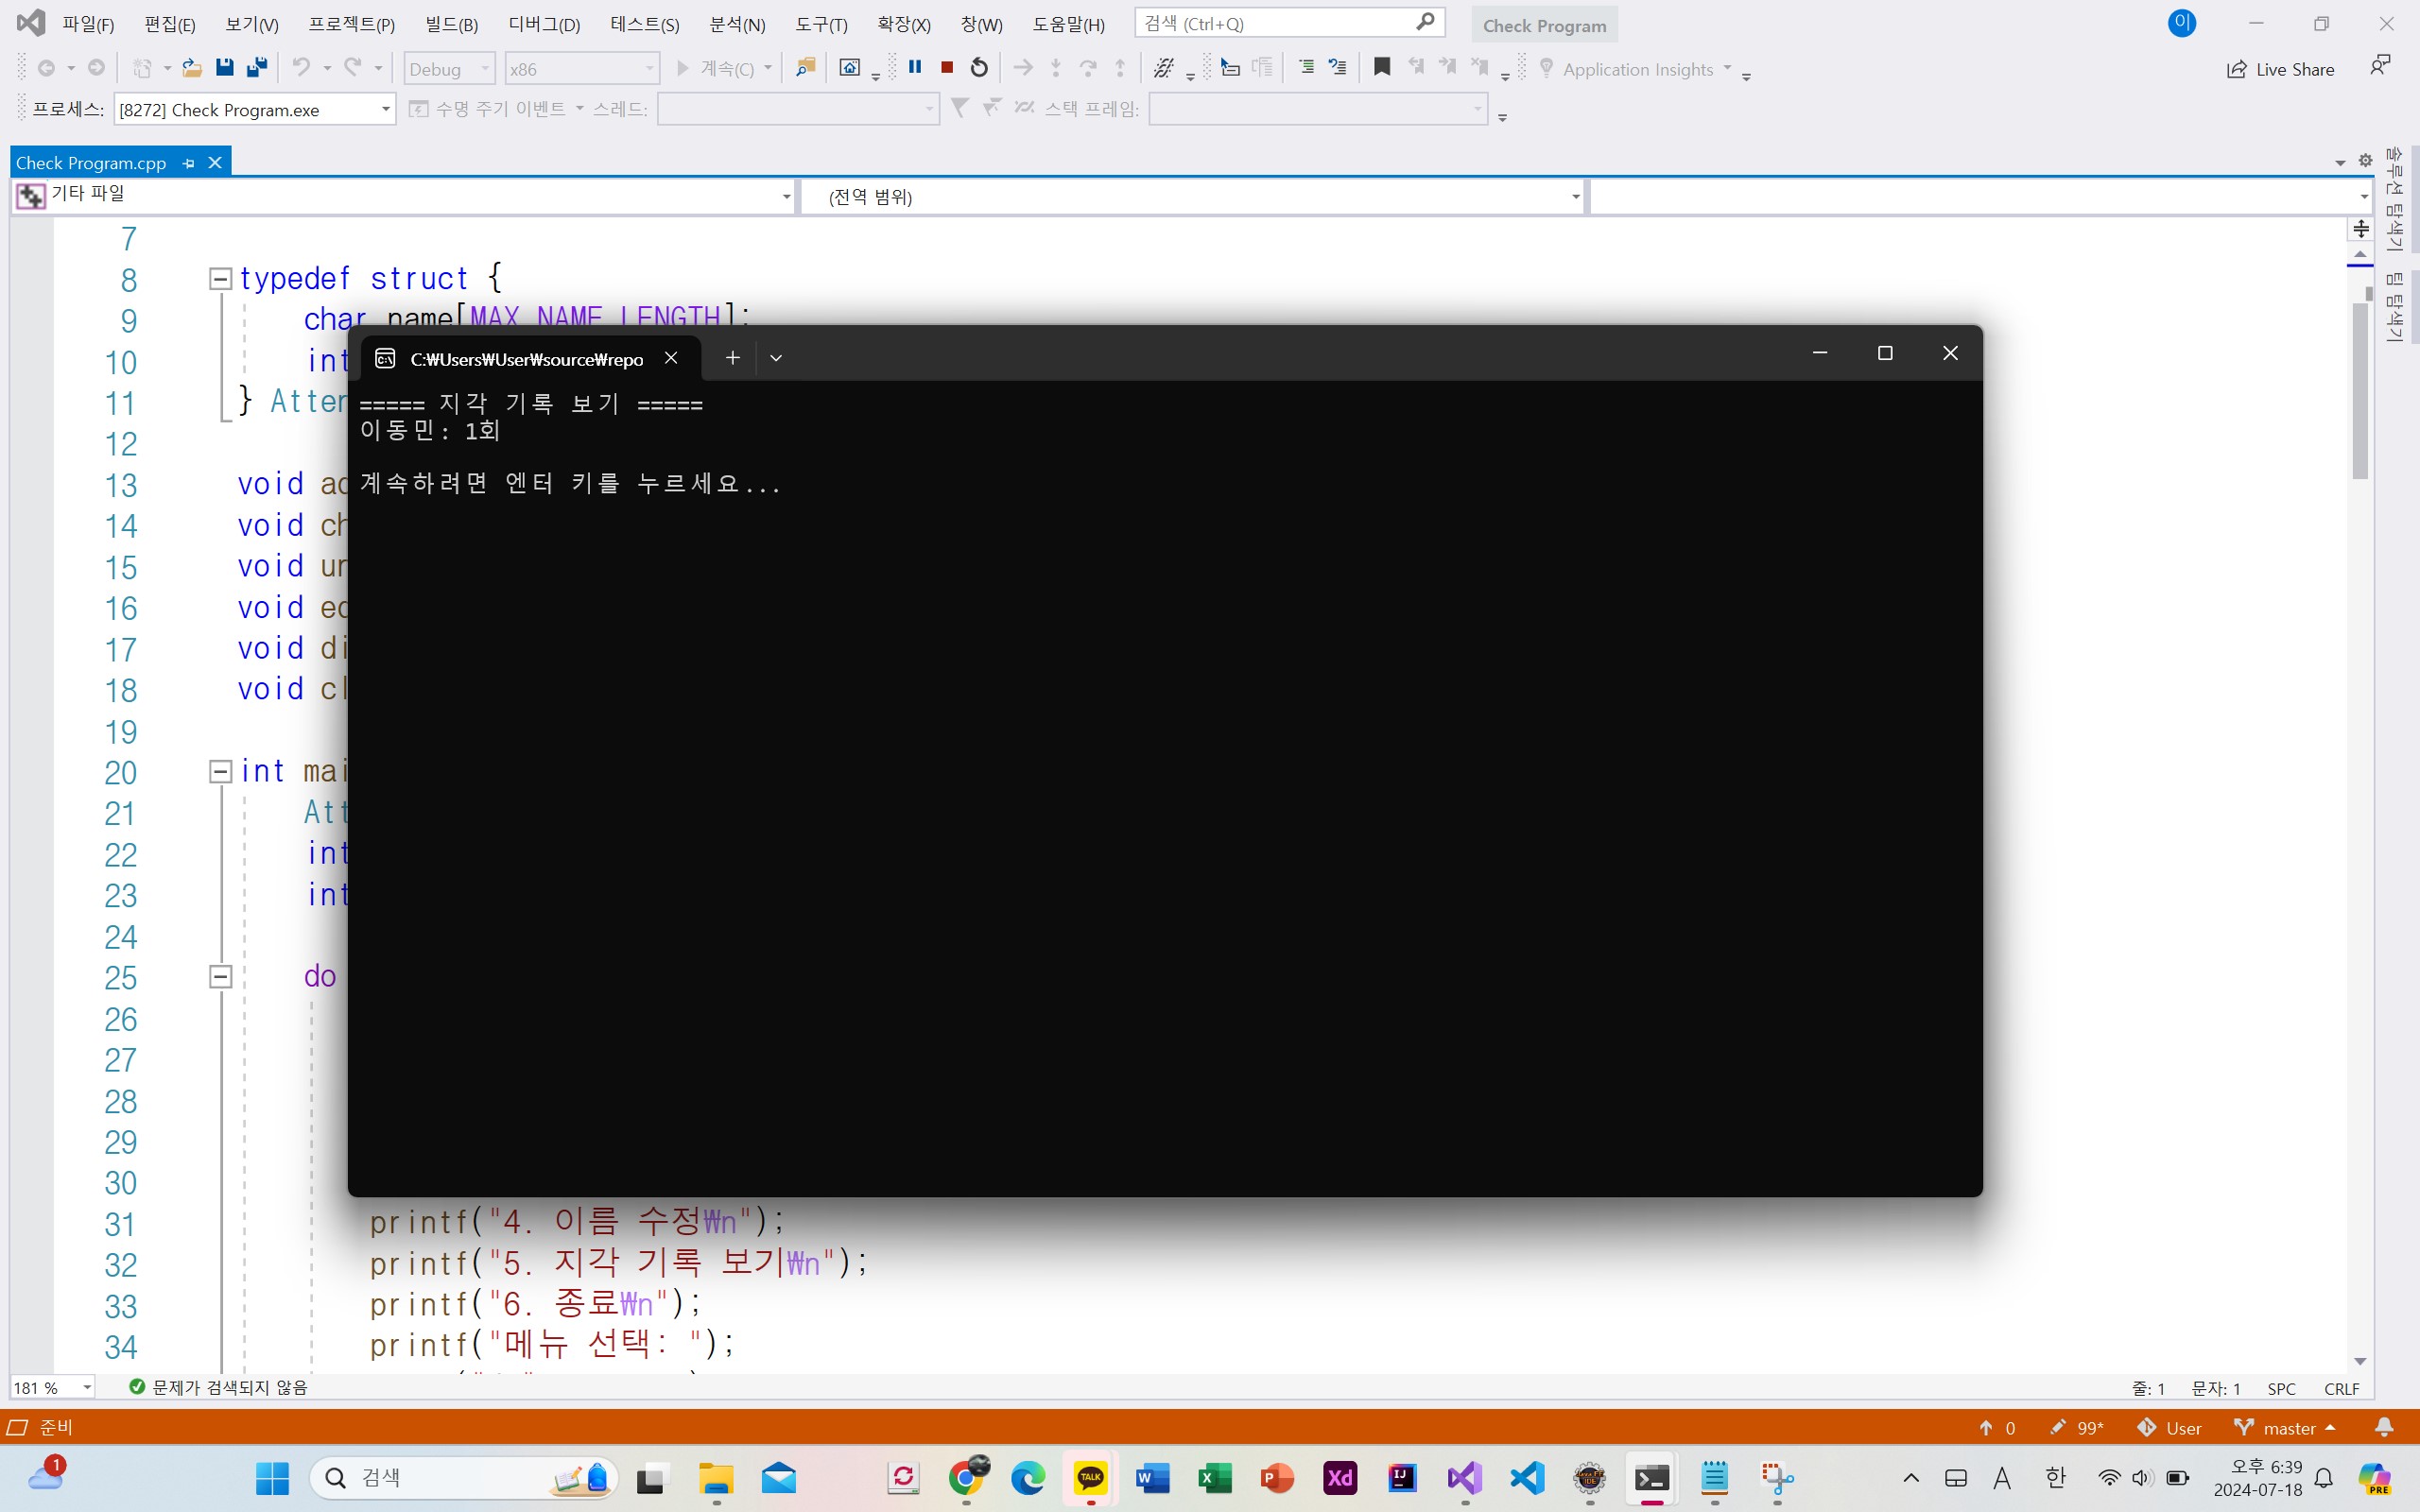 파일(F) 편집(E) 보기(V) 프로젝트(P) 빌드(B) 디버그(D) 테스트(S) 분석(N) 도구(T) 확장(X) 창(W) 도움말(H) 검색 (Ctrl+Q) Check Program 이
Debug x86 계속(C) Application Insights Live Share
프로세스: [8272] Check Program.exe 수명 주기 이벤트 스레드: 스택 프레임:
Check Program.cpp
기타 파일 (전역 범위)
솔루션 탐색기
팀 탐색기
7
8 typedef struct {
9 char name[MAX_NAME_LENGTH];
10 int
11 } Atter
12
13 void ad
14 void ch
15 void ur
16 void ed
17 void di
18 void cl
19
20 int mai
21 Att
22 int
23 int
24
25 do
26
27
28
29
30
31 printf("4. 이름 수정₩n");
32 printf("5. 지각 기록 보기₩n");
33 printf("6. 종료₩n");
34 printf("메뉴 선택: ");
C:₩Users₩User₩source₩repo
===== 지각 기록 보기 =====
이동민: 1회
계속하려면 엔터 키를 누르세요...
181 % 문제가 검색되지 않음 줄: 1 문자: 1 SPC CRLF
준비 0 99* User master
1 검색 TALK W X P Xd IJ A 한 오후 6:39
2024-07-18 PRE